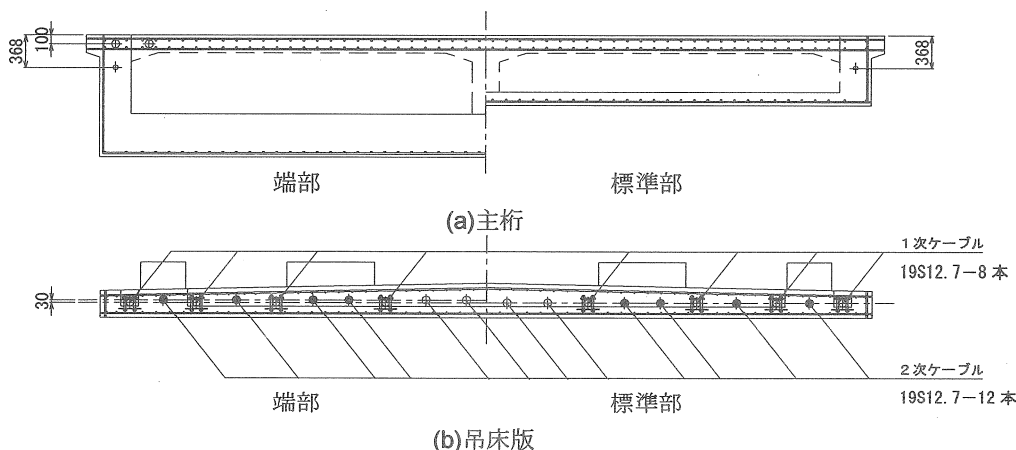 368
100
368
端部
標準部
(a)主桁
1次ケーブル
19S12.7−8本
30
2次ケーブル
19S12.7−12本
端部
標準部
(b)吊床版